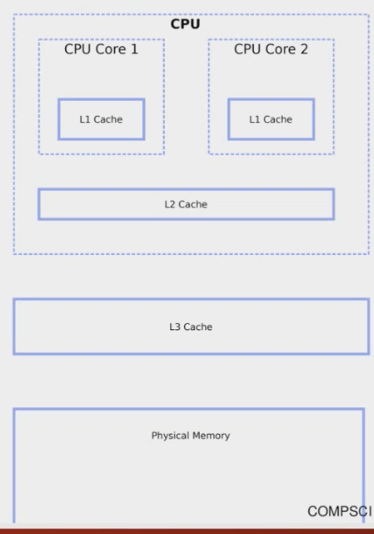 CPU
CPU Core 1 CPU Core 2
L1 Cache L1 Cache
L2 Cache
L3 Cache
Physical Memory
COMPSCI